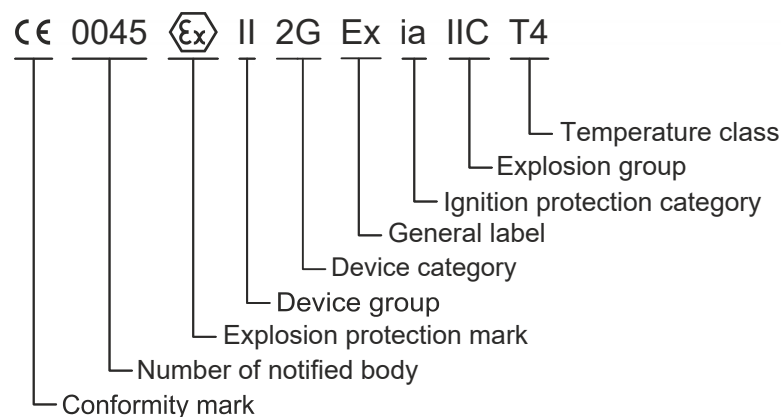 CE 0045 Ex II 2G Ex ia IIC T4
Temperature class
Explosion group
Ignition protection category
General label
Device category
Device group
Explosion protection mark
Number of notified body
Conformity mark